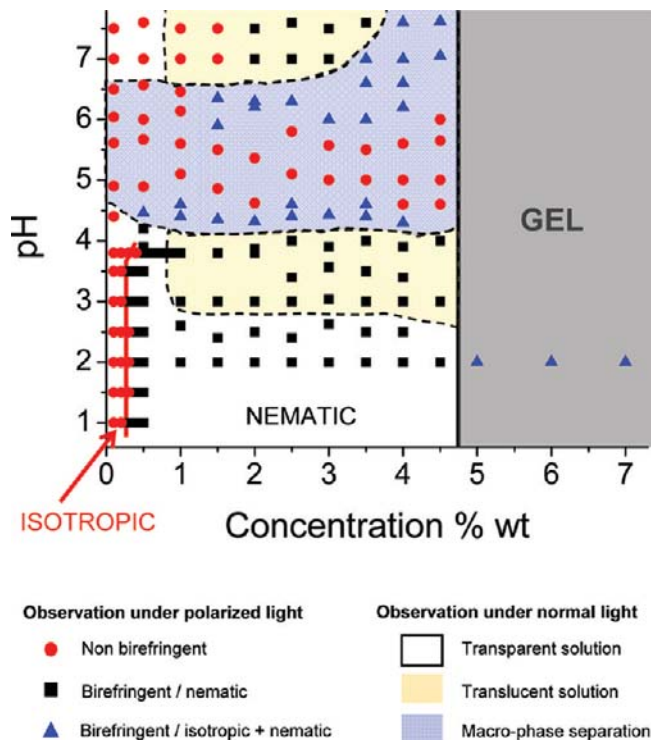 7
6
5
4
3
2
1
pH
GEL
NEMATIC
0 1 2 3 4 5 6 7
ISOTROPIC
Concentration % wt
Observation under polarized light
Non birefringent
Birefringent / nematic
Birefringent / isotropic + nematic
Observation under normal light
Transparent solution
Translucent solution
Macro-phase separation